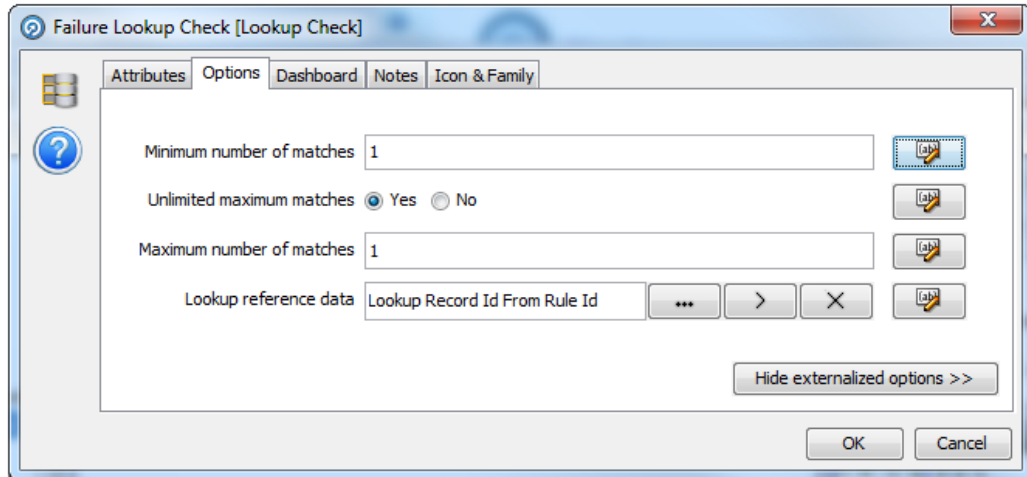 Failure Lookup Check [Lookup Check]
Attributes Options Dashboard Notes Icon & Family
Minimum number of matches 1
Unlimited maximum matches Yes No
Maximum number of matches 1
Lookup reference data Lookup Record Id From Rule Id ... >
Hide externalized options >>
OK Cancel